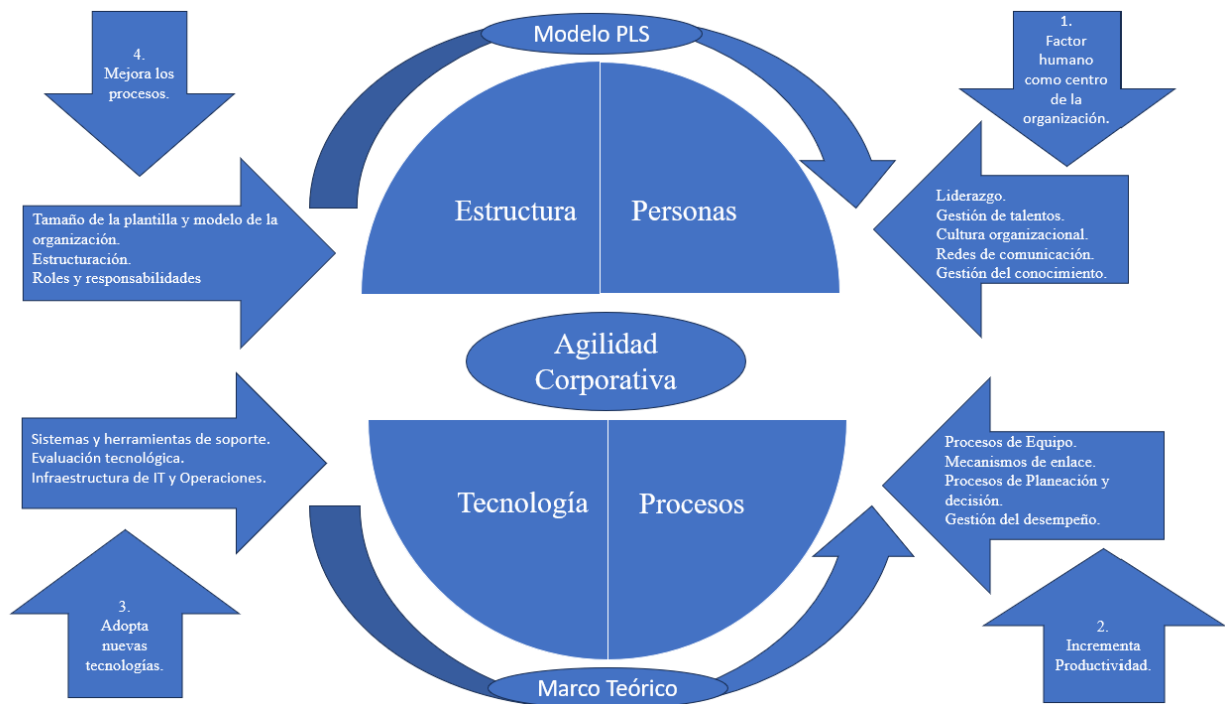 Modelo PLS
4.
Mejora los
procesos.
1.
Factor
humano
como centro
de la
organización.
Estructura
Personas
Tamaño de la plantilla y modelo de la
organización.
Estructuración.
Roles y responsabilidades
Liderazgo.
Gestión de talentos.
Cultura organizacional.
Redes de comunicación.
Gestión del conocimiento.
Agilidad
Corporativa
Sistemas y herramientas de soporte.
Evaluación tecnológica.
Infraestructura de IT y Operaciones.
Tecnología
Procesos
Procesos de Equipo.
Mecanismos de enlace.
Procesos de Planeación y
decisión.
Gestión del desempeño.
3.
Adopta
nuevas
tecnologías.
2.
Incrementa
Productividad.
Marco Teórico